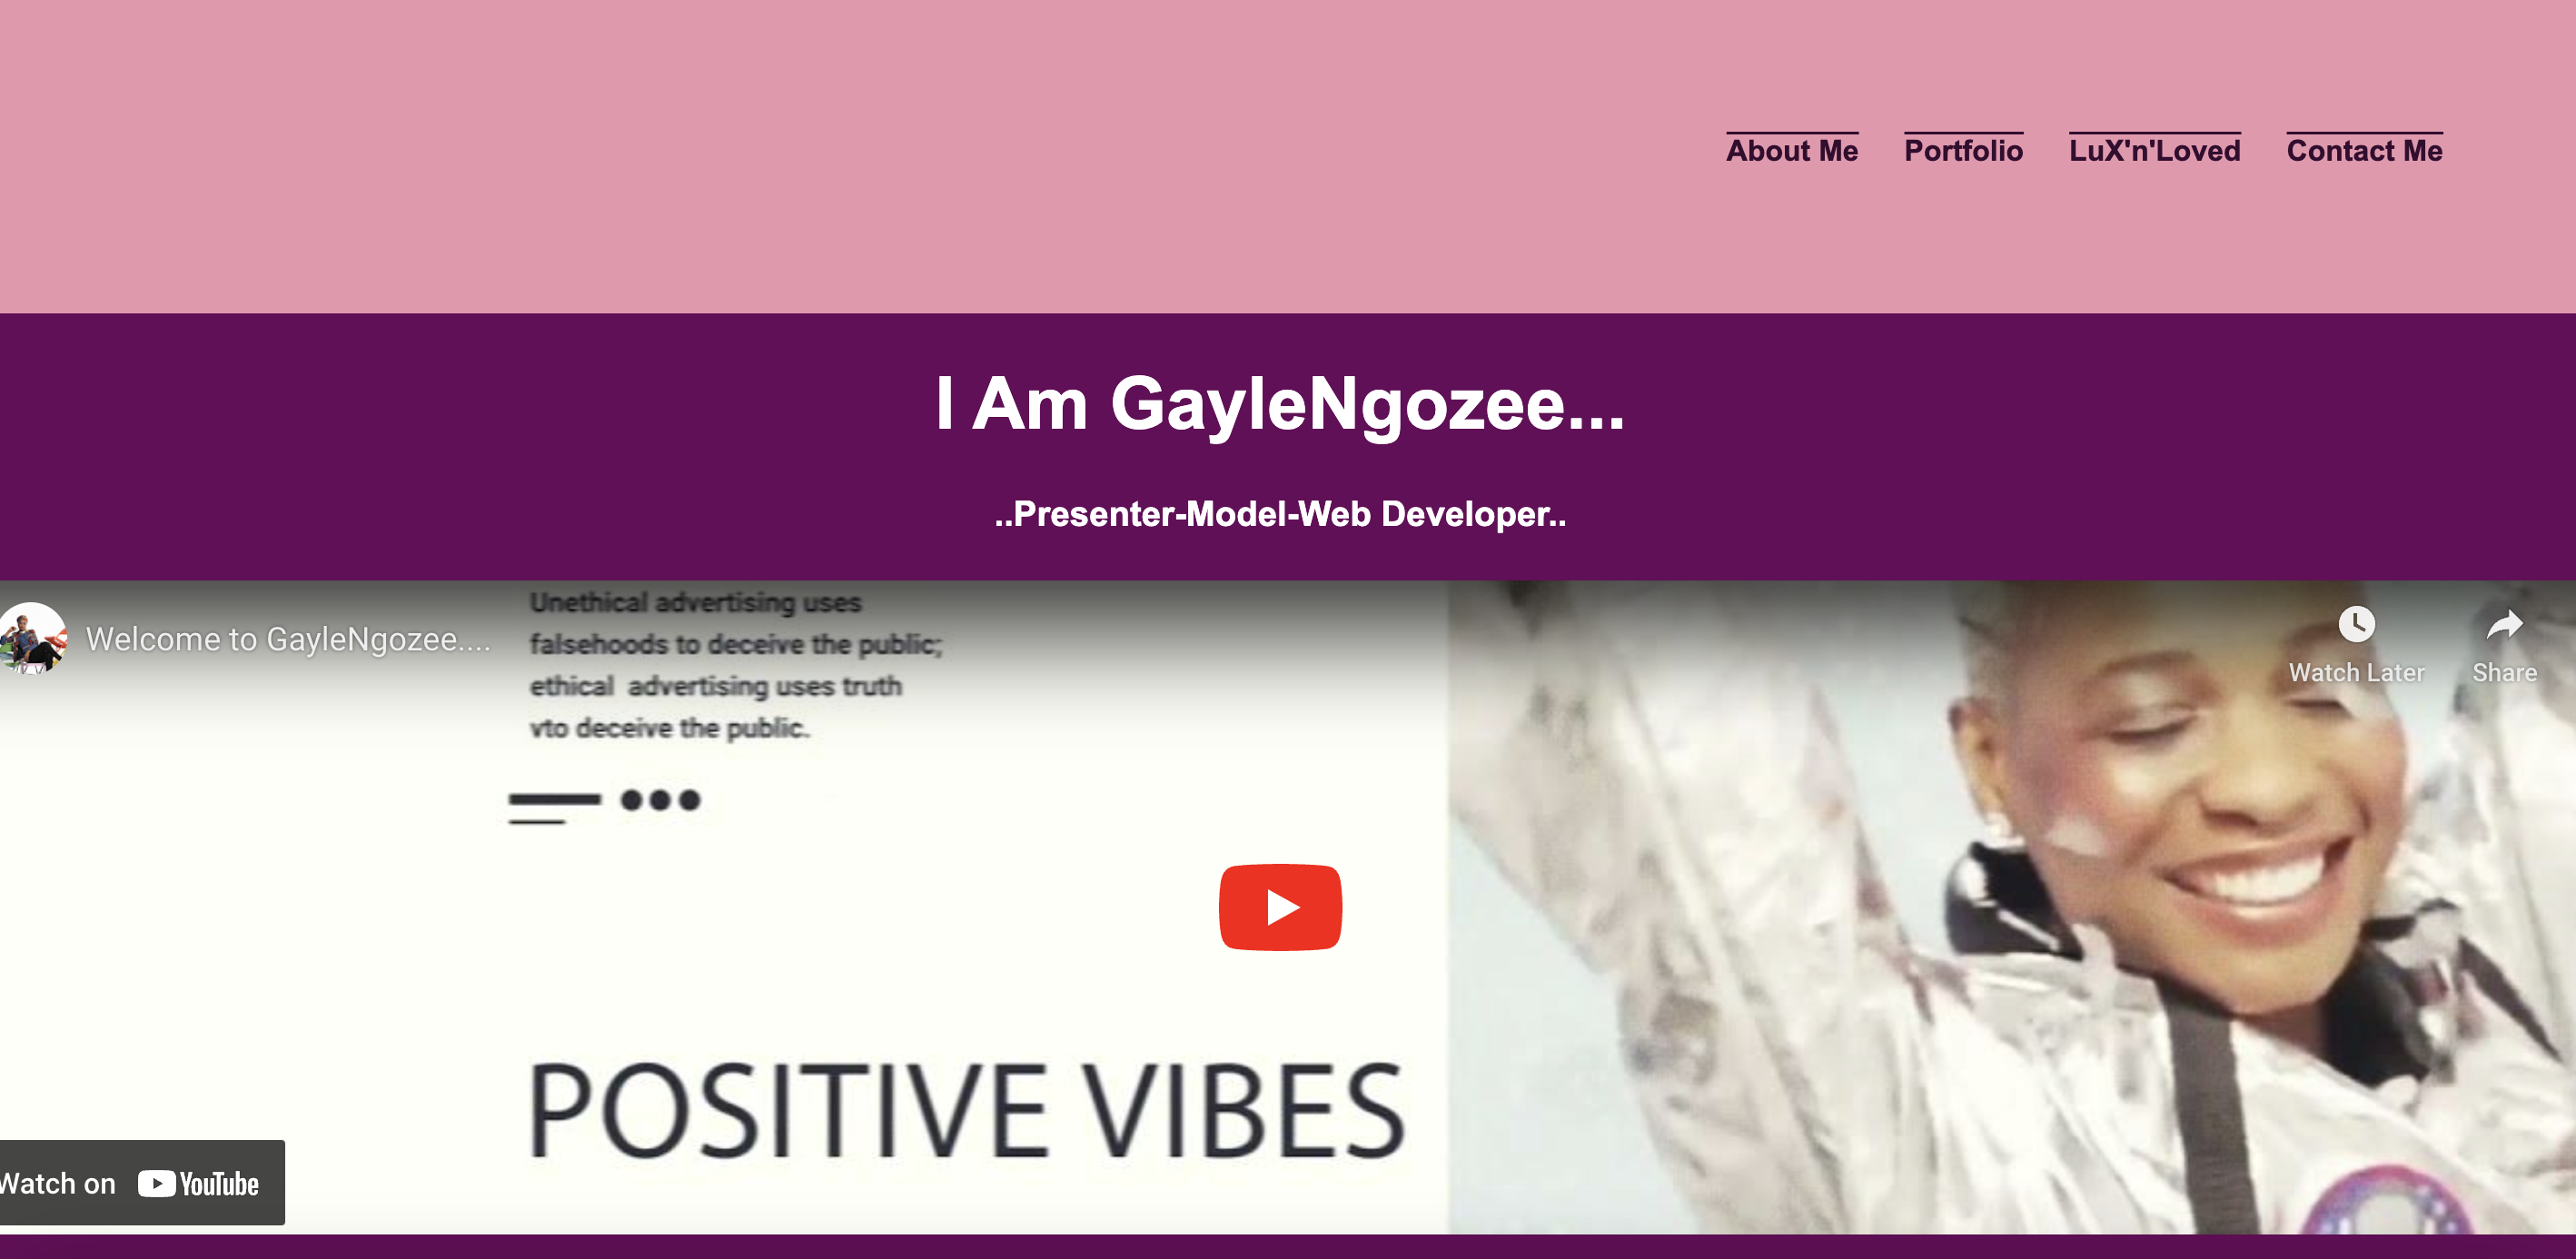 About Me Portfolio LuX'n'Loved Contact Me
I Am GayleNgozee...
..Presenter-Model-Web Developer..
Welcome to GayleNgozee....
Watch Later Share
Unethical advertising uses
falsehoods to deceive the public;
ethical advertising uses truth
vto deceive the public.
POSITIVE VIBES
Watch on YouTube